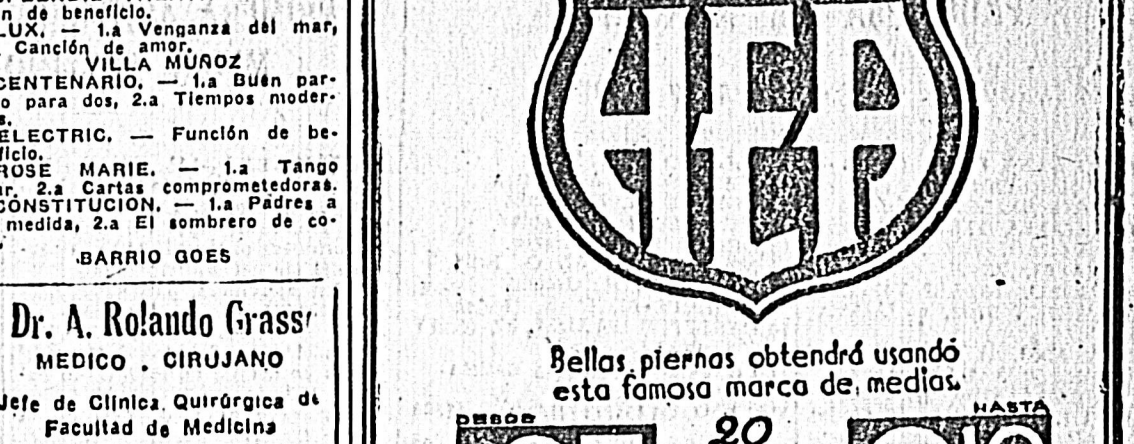 n de beneficio.
LUX. — 1.a Venganza del mar,
Canción de amor.
VILLA MUÑOZ
CENTENARIO. — 1.a Buen par-
o para dos, 2.a Tiempos moder-
s.
ELECTRIC. — Función de be-
ficio.
ROSE MARIE. — 1.a Tango
ar. 2.a Cartas comprometedoras.
CONSTITUCION. — 1.a Padres a
medida, 2.a El sombrero de co-
BARRIO GOES
Dr. A. Rolando Grass
MEDICO . CIRUJANO
Jefe de Clínica Quirúrgica de
Facultad de Medicina
Bellas piernas obtendrá usando
esta famosa marca de medias.
DESDE
20
HASTA